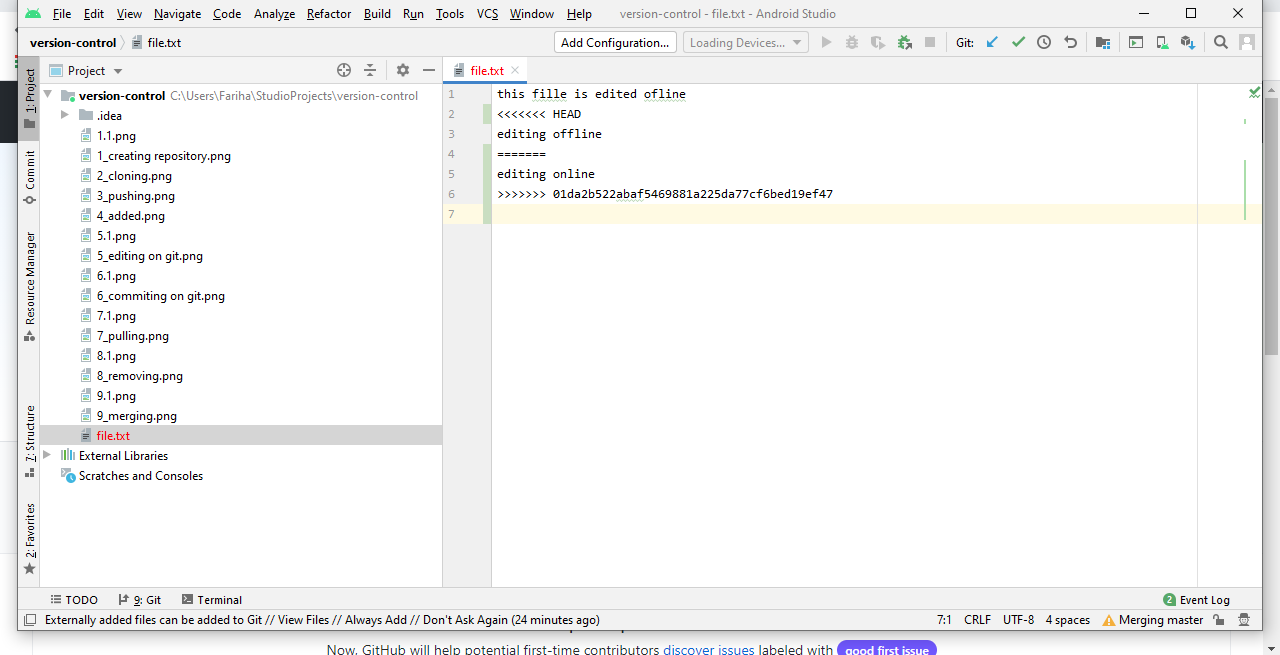 File Edit View Navigate Code Analyze Refactor Build Run Tools VCS Window Help version-control - file.txt - Android Studio
version-control file.txt Add Configuration... Loading Devices... Git:
Project
file.txt
1: Project
Commit
Resource Manager
7: Structure
2: Favorites
version-control C:\Users\Fariha\StudioProjects\version-control
.idea
1.1.png
1_creating repository.png
2_cloning.png
3_pushing.png
4_added.png
5.1.png
5_editing on git.png
6.1.png
6_commiting on git.png
7.1.png
7_pulling.png
8.1.png
8_removing.png
9.1.png
9_merging.png
file.txt
External Libraries
Scratches and Consoles
1 this fille is edited ofline
2 <<<<<<< HEAD
3 editing offline
4 =======
5 editing online
6 >>>>>>> 01da2b522abaf5469881a225da77cf6bed19ef47
7
TODO 9: Git Terminal 2 Event Log
Externally added files can be added to Git // View Files // Always Add // Don't Ask Again (24 minutes ago) 7:1 CRLF UTF-8 4 spaces Merging master
Now, GitHub will help potential first-time contributors discover issues labeled with good first issue